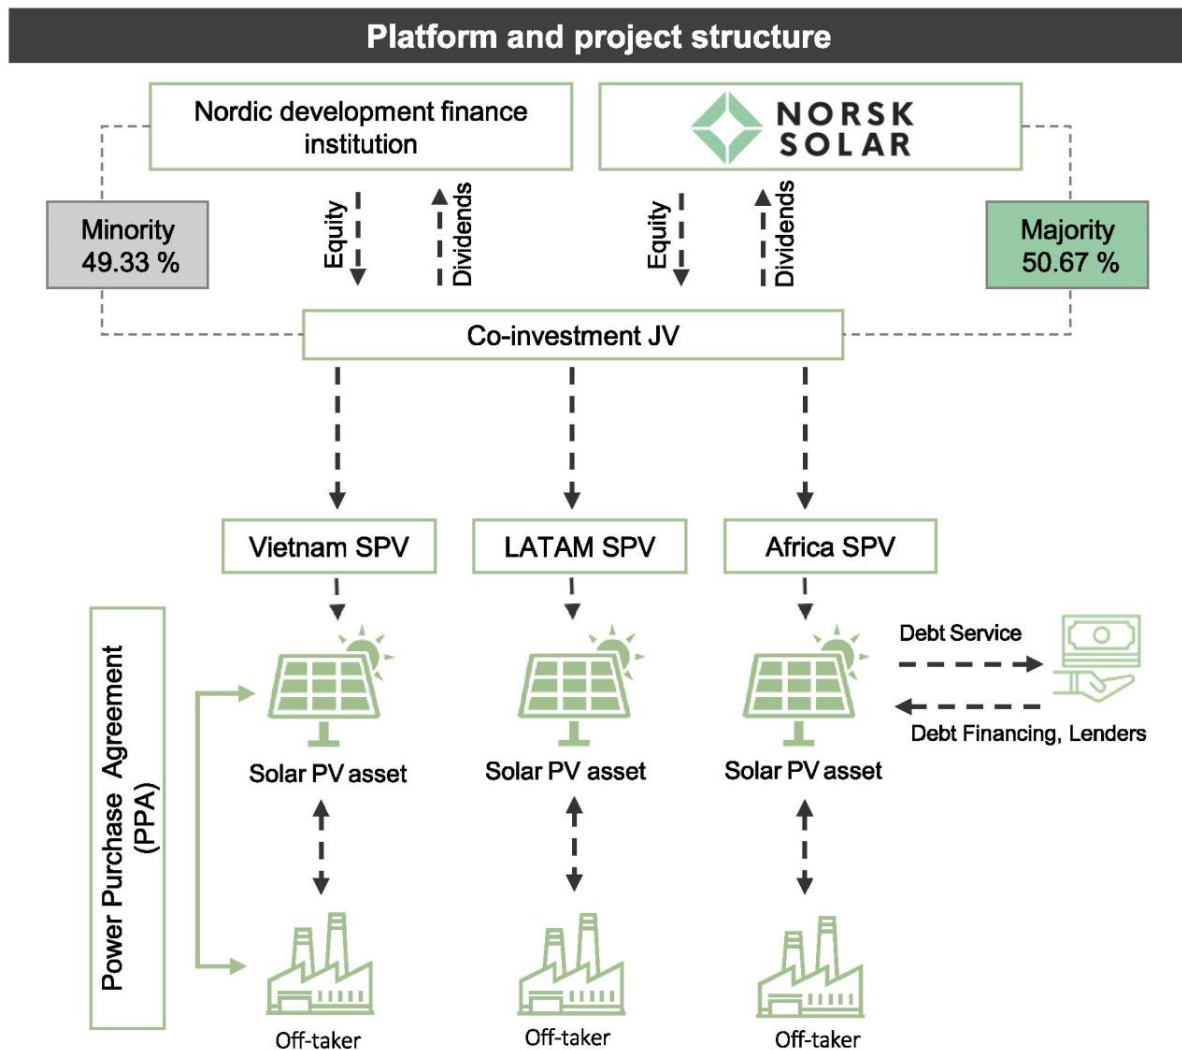 Platform and project structure
Nordic development finance
institution
NORSK
SOLAR
Minority
49.33 %
Equity
Dividends
Equity
Dividends
Majority
50.67 %
Co-investment JV
Vietnam SPV
LATAM SPV
Africa SPV
Power Purchase Agreement
(PPA)
Debt Service
Debt Financing, Lenders
Solar PV asset
Solar PV asset
Solar PV asset
Off-taker
Off-taker
Off-taker